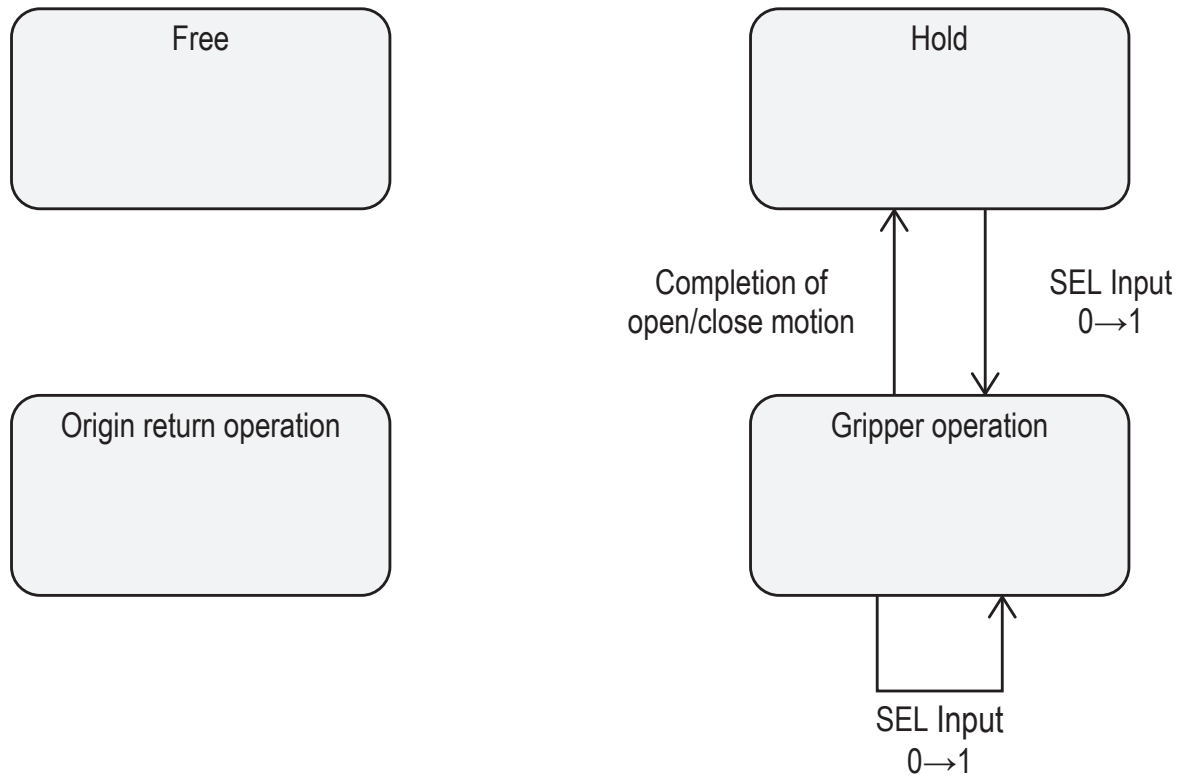 Free
Hold
Completion of
open/close motion
SEL Input
0→1
Origin return operation
Gripper operation
SEL Input
0→1